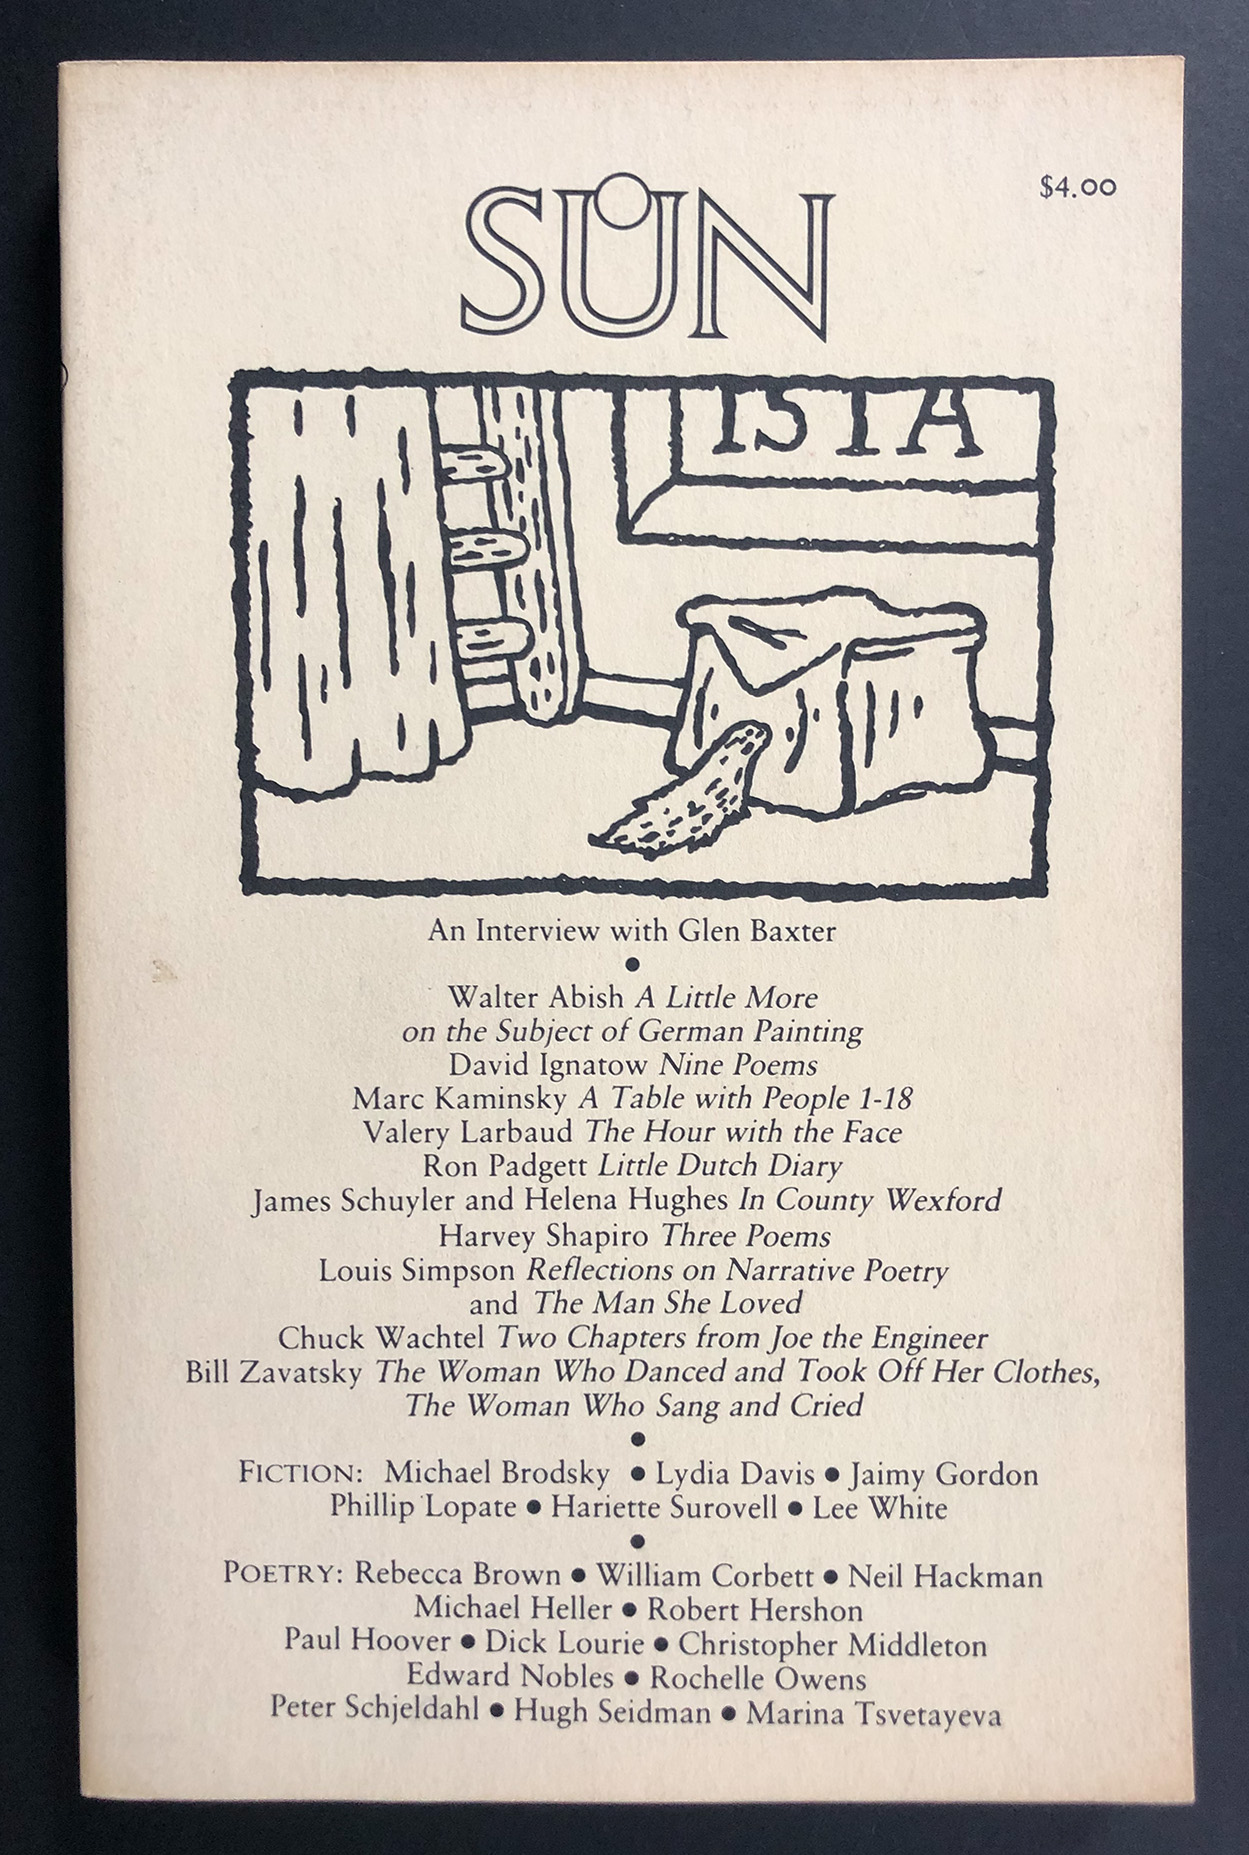 SUN
$4.00
ISTA
An Interview with Glen Baxter
●
Walter Abish A Little More
on the Subject of German Painting
David Ignatow Nine Poems
Marc Kaminsky A Table with People 1-18
Valery Larbaud The Hour with the Face
Ron Padgett Little Dutch Diary
James Schuyler and Helena Hughes In County Wexford
Harvey Shapiro Three Poems
Louis Simpson Reflections on Narrative Poetry
and The Man She Loved
Chuck Wachtel Two Chapters from Joe the Engineer
Bill Zavatsky The Woman Who Danced and Took Off Her Clothes,
The Woman Who Sang and Cried
●
FICTION: Michael Brodsky ● Lydia Davis ● Jaimy Gordon
Phillip Lopate ● Hariette Surovell ● Lee White
●
POETRY: Rebecca Brown ● William Corbett ● Neil Hackman
Michael Heller ● Robert Hershon
Paul Hoover ● Dick Lourie ● Christopher Middleton
Edward Nobles ● Rochelle Owens
Peter Schjeldahl ● Hugh Seidman ● Marina Tsvetayeva